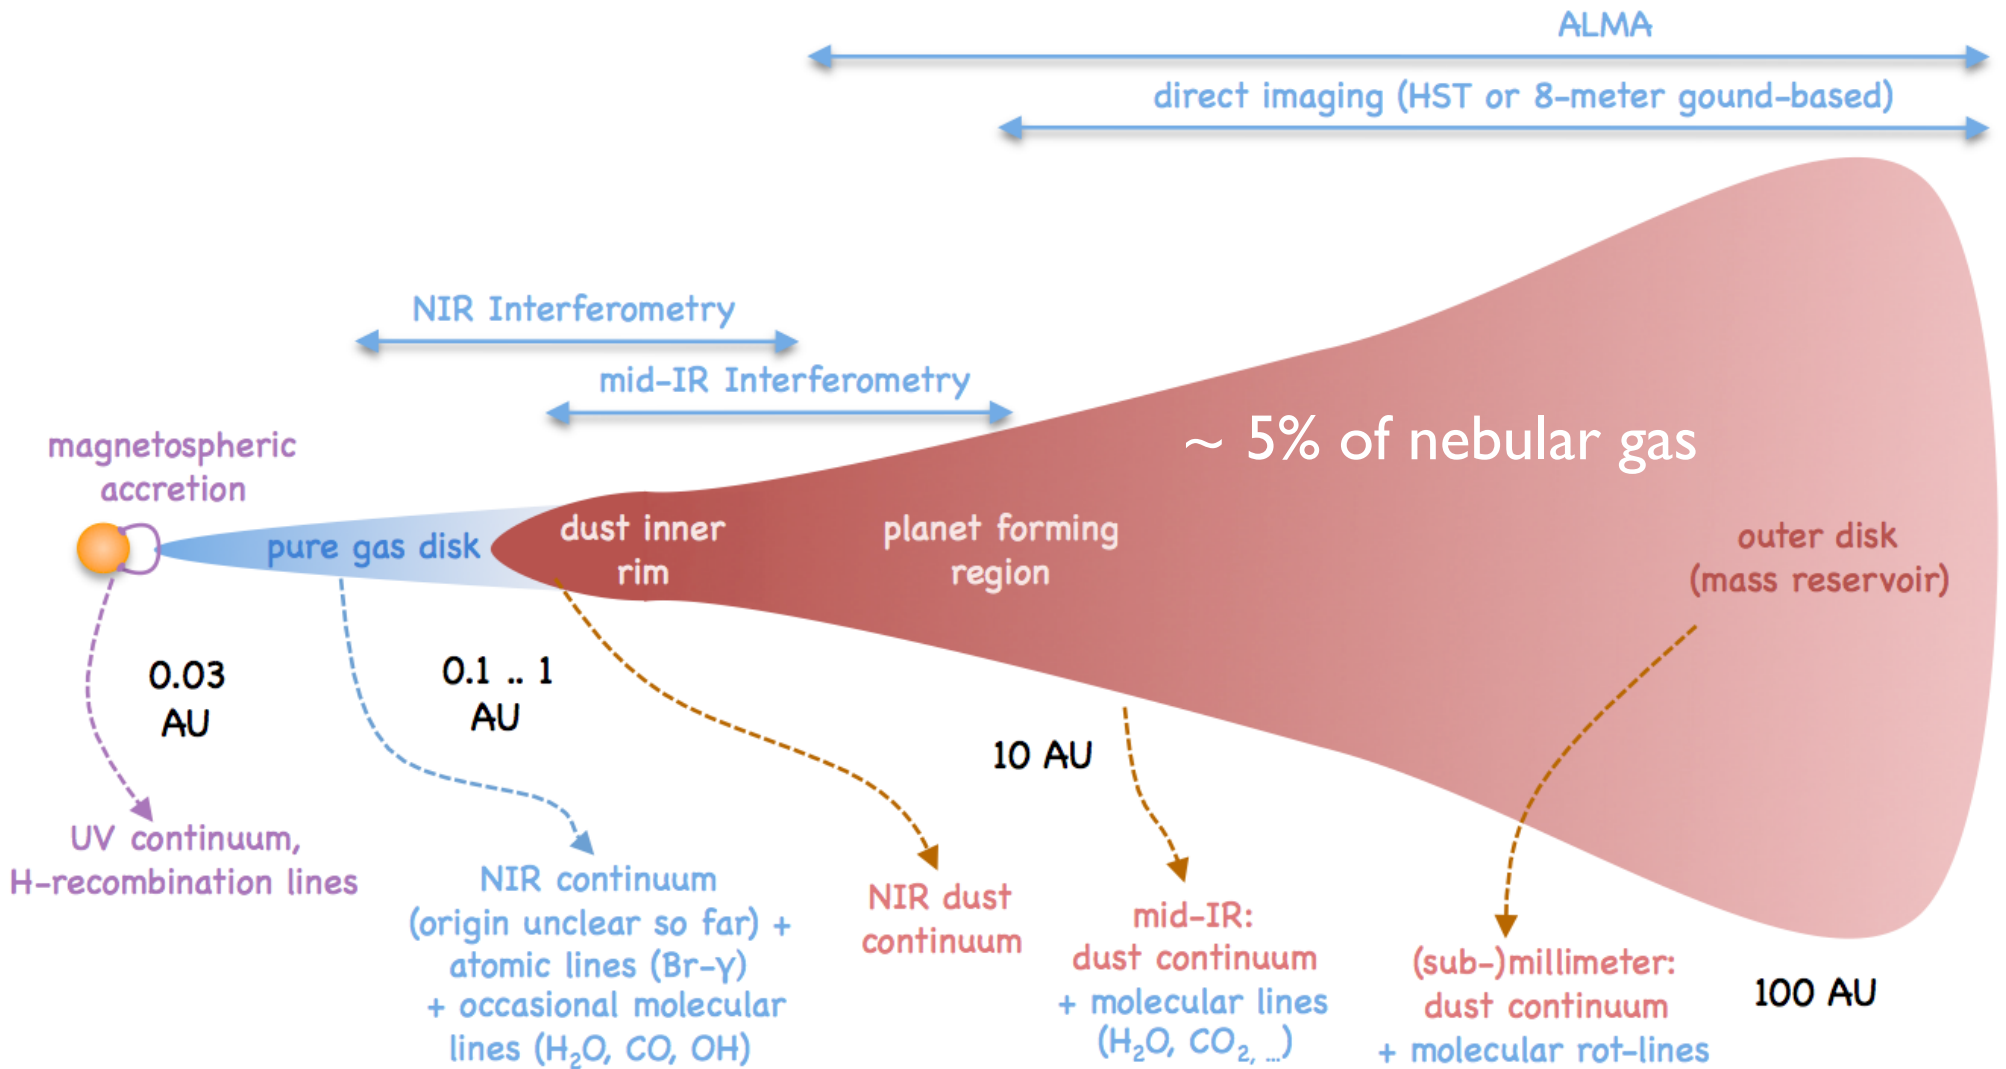 ALMA
direct imaging (HST or 8-meter gound-based)
NIR Interferometry
mid-IR Interferometry
magnetospheric
accretion
~ 5% of nebular gas
pure gas disk
dust inner
rim
planet forming
region
outer disk
(mass reservoir)
0.03
AU
0.1 .. 1
AU
10 AU
100 AU
UV continuum,
H-recombination lines
NIR continuum
(origin unclear so far) +
atomic lines (Br-γ)
+ occasional molecular
lines (H₂O, CO, OH)
NIR dust
continuum
mid-IR:
dust continuum
+ molecular lines
(H₂O, CO₂, ...)
(sub-)millimeter:
dust continuum
+ molecular rot-lines